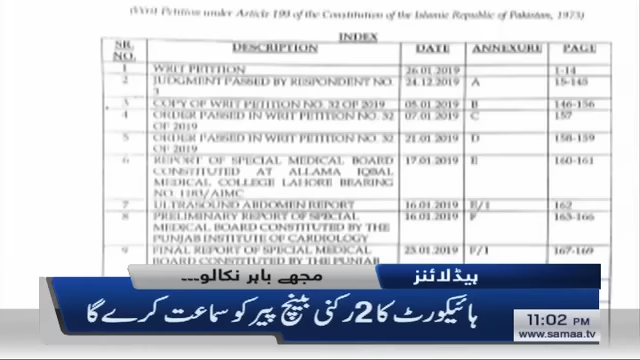 (Writ Petition under Article 199 of the Constitution of the Islamic Republic of Pakistan, 1973)
INDEX
SR. NO. DESCRIPTION DATE ANNEXURE PAGE
1 WRIT PETITION 26.01.2019 1-14
2 JUDGMENT PASSED BY RESPONDENT NO. 3 24.12.2019 A 15-145
3 COPY OF WRIT PETITION NO. 32 OF 2019 05.01.2019 B 146-156
4 ORDER PASSED IN WRIT PETITION NO. 32 OF 2019 07.01.2019 C 157
5 ORDER PASSED IN WRIT PETITION NO. 32 OF 2019 21.01.2019 D 158-159
6 REPORT OF SPECIAL MEDICAL BOARD CONSTITUTED AT ALLAMA IQBAL MEDICAL COLLEGE LAHORE BEARING NO. 1183/AIMC 17.01.2019 E 160-161
7 ULTRASOUND ABDOMEN REPORT 16.01.2019 E/1 162
8 PRELIMINARY REPORT OF SPECIAL MEDICAL BOARD CONSTITUTED BY THE PUNJAB INSTITUTE OF CARDIOLOGY 16.01.2019 F 163-166
9 FINAL REPORT OF SPECIAL MEDICAL BOARD CONSTITUTED BY THE PUNJAB 23.01.2019 F/1 167-169
ہیڈلائنز مجھے باہر نکالو...
ہائیکورٹ کا 2 رکنی بینچ پیر کو سماعت کرے گا
11:02 PM
www.samaa.tv